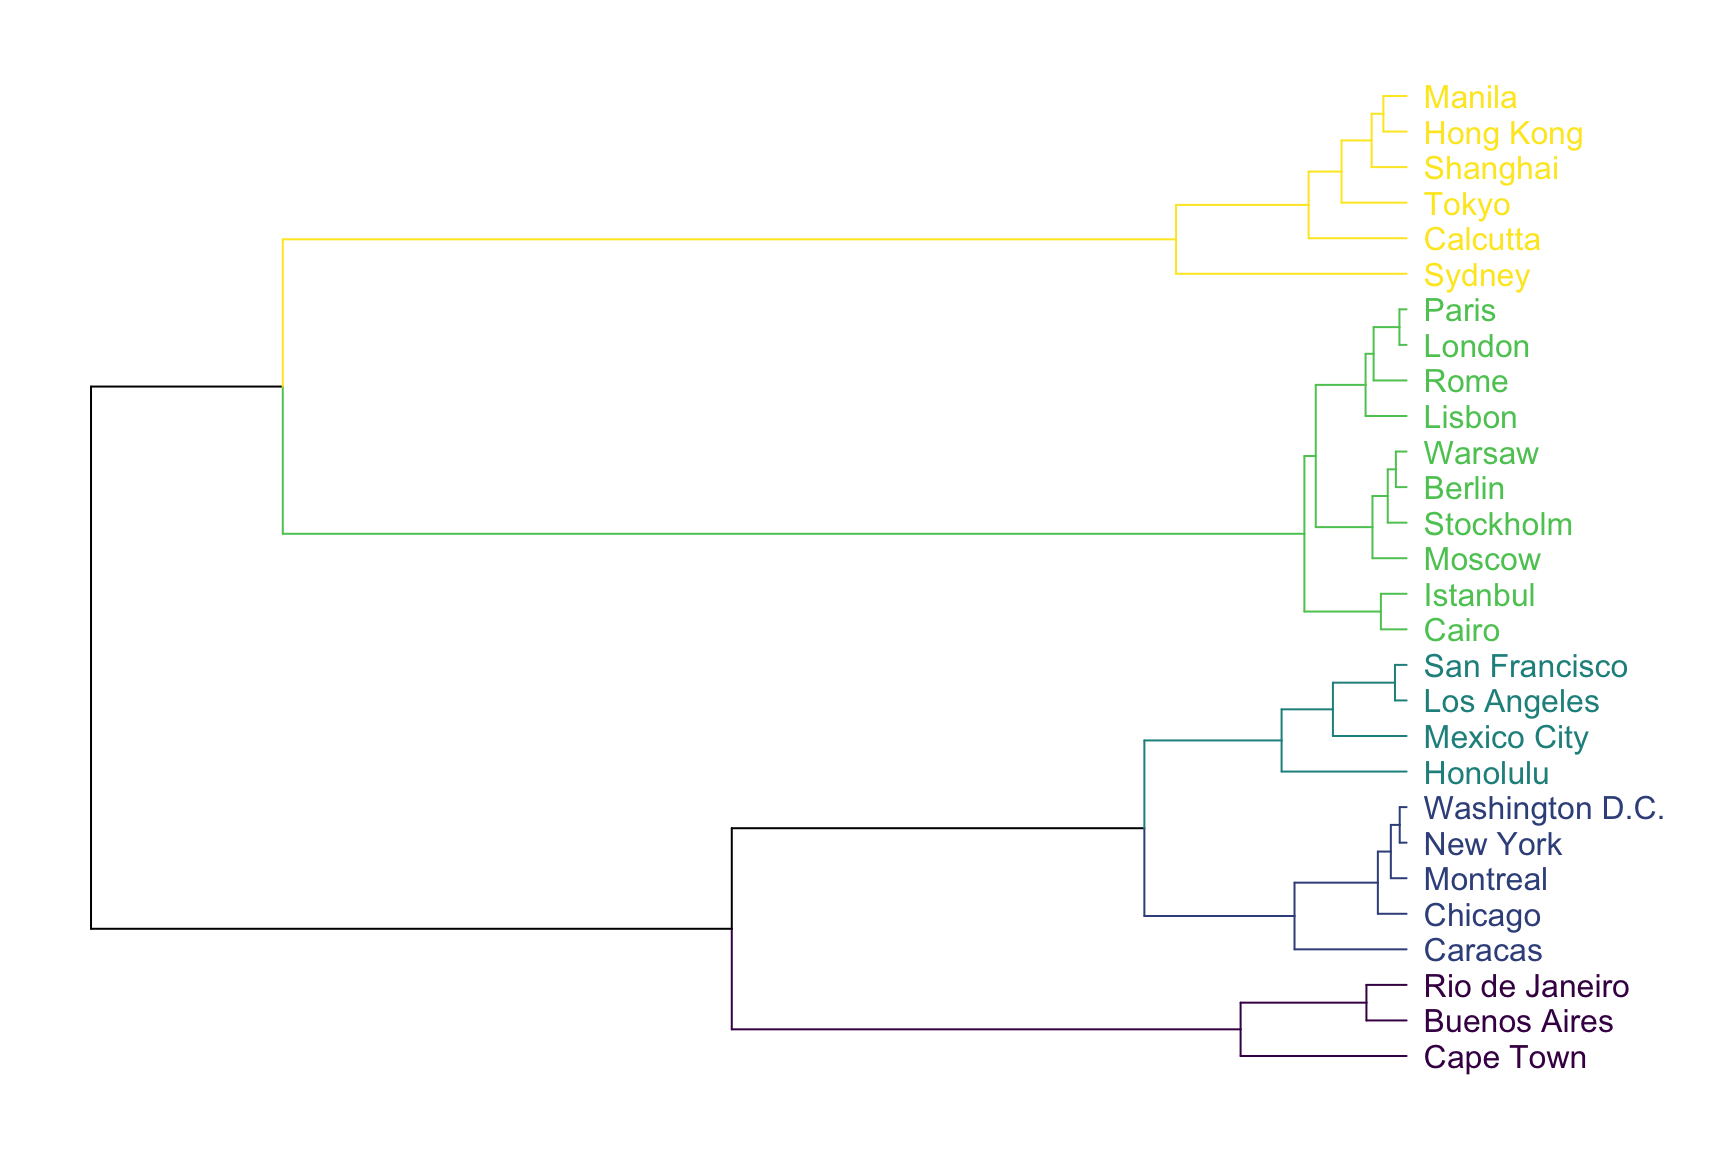 Manila
Hong Kong
Shanghai
Tokyo
Calcutta
Sydney
Paris
London
Rome
Lisbon
Warsaw
Berlin
Stockholm
Moscow
Istanbul
Cairo
San Francisco
Los Angeles
Mexico City
Honolulu
Washington D.C.
New York
Montreal
Chicago
Caracas
Rio de Janeiro
Buenos Aires
Cape Town